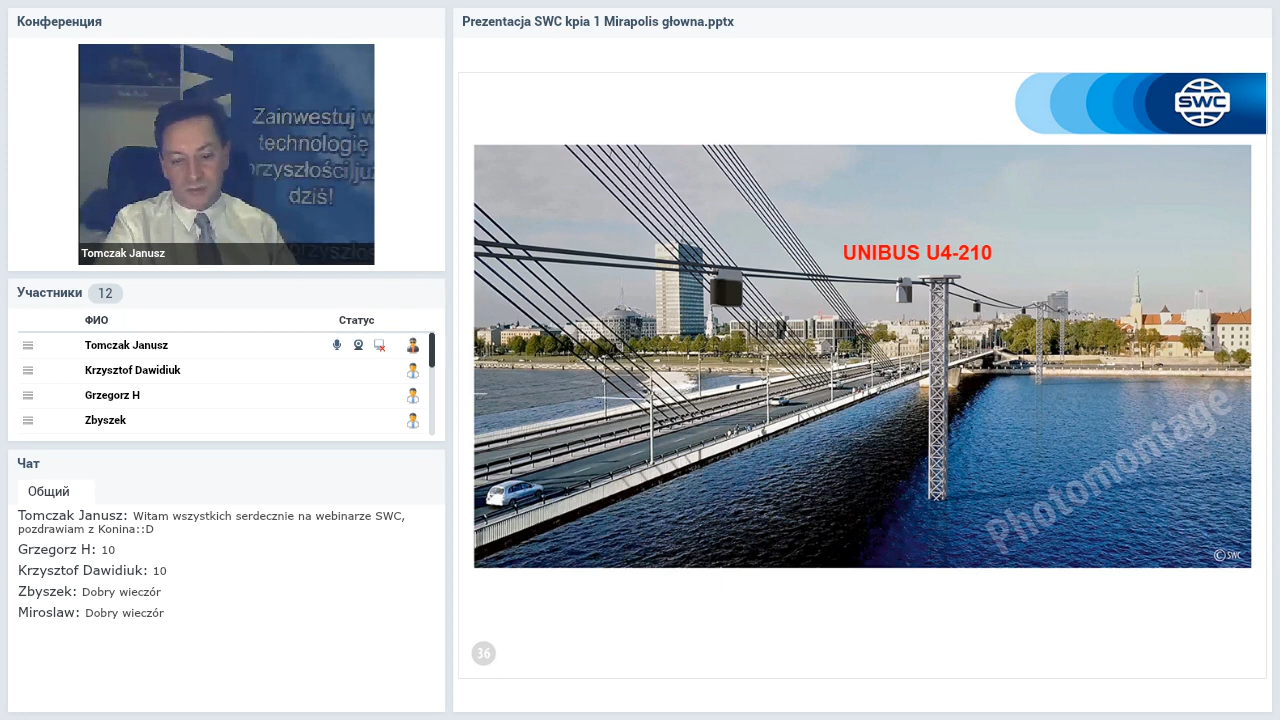 Конференция
Zainwestuj w
technologię
przyszłości już
dziś!
Tomczak Janusz
Участники 12
ФИО Статус
Tomczak Janusz
Krzysztof Dawidiuk
Grzegorz H
Zbyszek
Чат
Общий
Tomczak Janusz: Witam wszystkich serdecznie na webinarze SWC,
pozdrawiam z Konina::D
Grzegorz H: 10
Krzysztof Dawidiuk: 10
Zbyszek: Dobry wieczór
Miroslaw: Dobry wieczór
Prezentacja SWC kpia 1 Mirapolis głowna.pptx
SWC
UNIBUS U4-210
Photomontage
© SWC
36